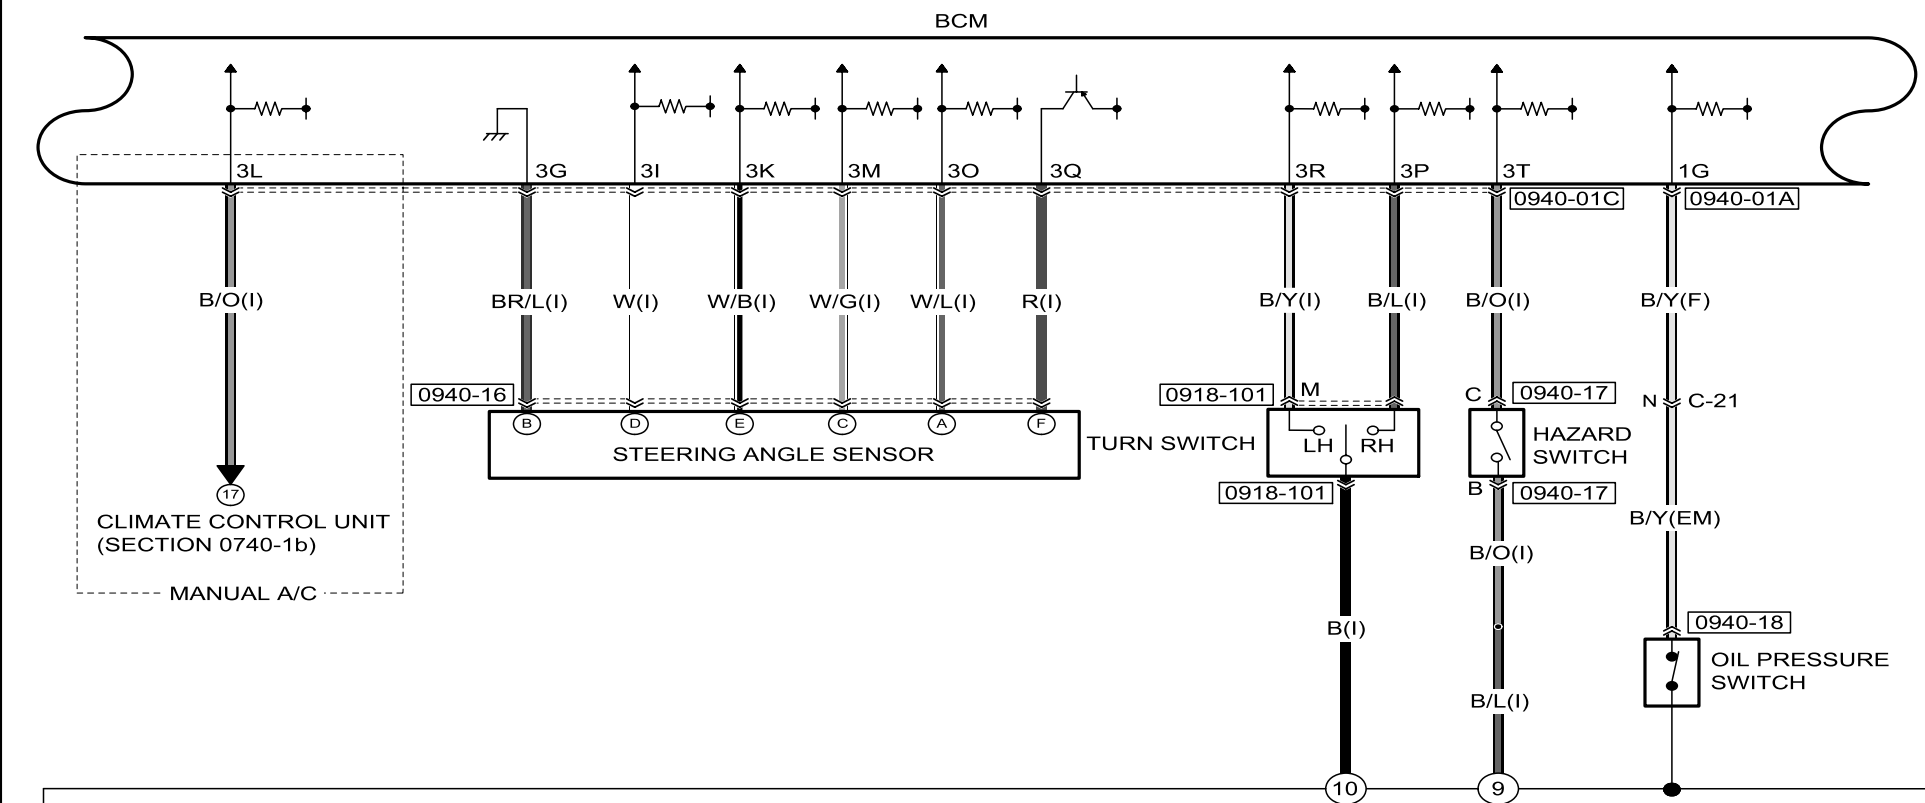 BCM
3L 3G 3I 3K 3M 3O 3Q 3R 3P 3T 1G
0940-01C 0940-01A
B/O(I) BR/L(I) W(I) W/B(I) W/G(I) W/L(I) R(I) B/Y(I) B/L(I) B/O(I) B/Y(F)
0940-16 0918-101 M C 0940-17 N C-21
B D E C A F
STEERING ANGLE SENSOR
TURN SWITCH
LH RH
HAZARD
SWITCH
17
0918-101 B 0940-17
CLIMATE CONTROL UNIT
(SECTION 0740-1b)
B/Y(EM)
B/O(I)
MANUAL A/C
B(I)
0940-18
OIL PRESSURE
SWITCH
B/L(I)
10 9